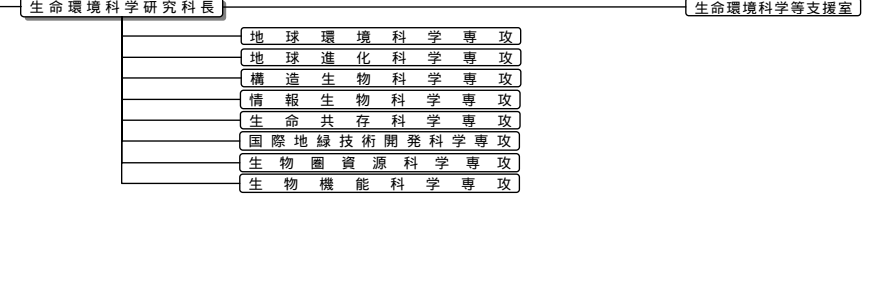 生命環境科学研究科長
生命環境科学等支援室
地球環境科学専攻
地球進化科学専攻
構造生物科学専攻
情報生物科学専攻
生命共存科学専攻
国際地縁技術開発科学専攻
生物圏資源科学専攻
生物機能科学専攻